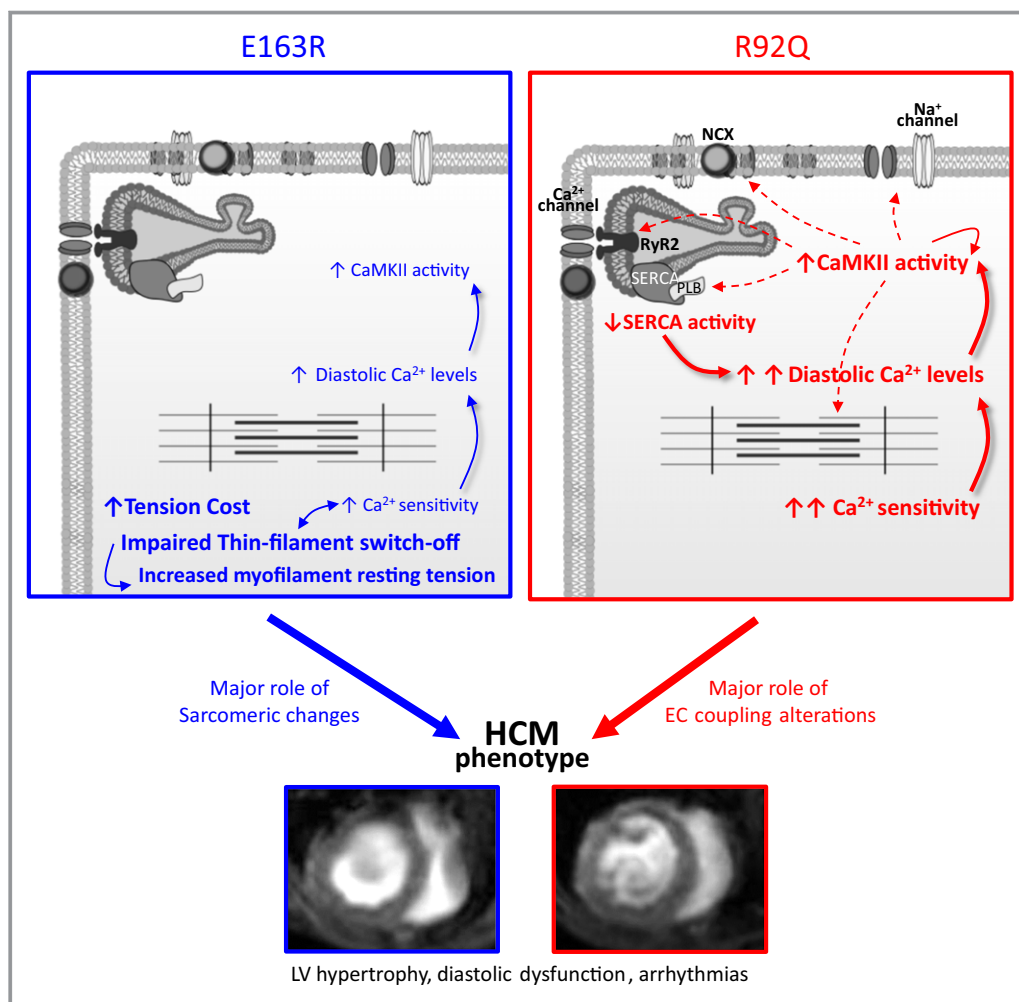 E163R
↑ CaMKII activity
↑ Diastolic Ca²⁺ levels
↑ Ca²⁺ sensitivity
↑Tension Cost
Impaired Thin-filament switch-off
Increased myofilament resting tension
R92Q
Na⁺
channel
NCX
Ca²⁺
channel
RyR2
SERCA
PLB
↑CaMKII activity
↓SERCA activity
↑ ↑ Diastolic Ca²⁺ levels
↑↑ Ca²⁺ sensitivity
Major role of
Sarcomeric changes
Major role of
EC coupling alterations
HCM
phenotype
LV hypertrophy, diastolic dysfunction, arrhythmias